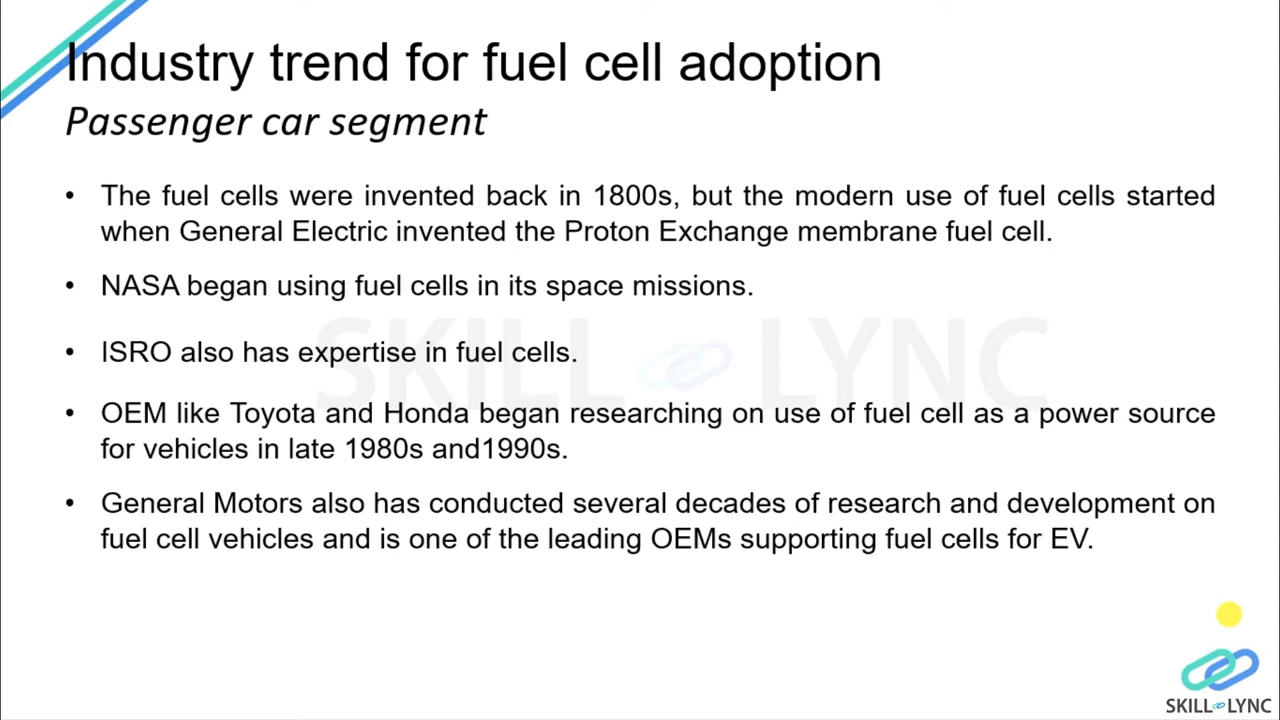 Industry trend for fuel cell adoption
Passenger car segment
• The fuel cells were invented back in 1800s, but the modern use of fuel cells started
when General Electric invented the Proton Exchange membrane fuel cell.
• NASA began using fuel cells in its space missions.
• ISRO also has expertise in fuel cells.
• OEM like Toyota and Honda began researching on use of fuel cell as a power source
for vehicles in late 1980s and1990s.
• General Motors also has conducted several decades of research and development on
fuel cell vehicles and is one of the leading OEMs supporting fuel cells for EV.
SKILL LYNC
SKILL LYNC